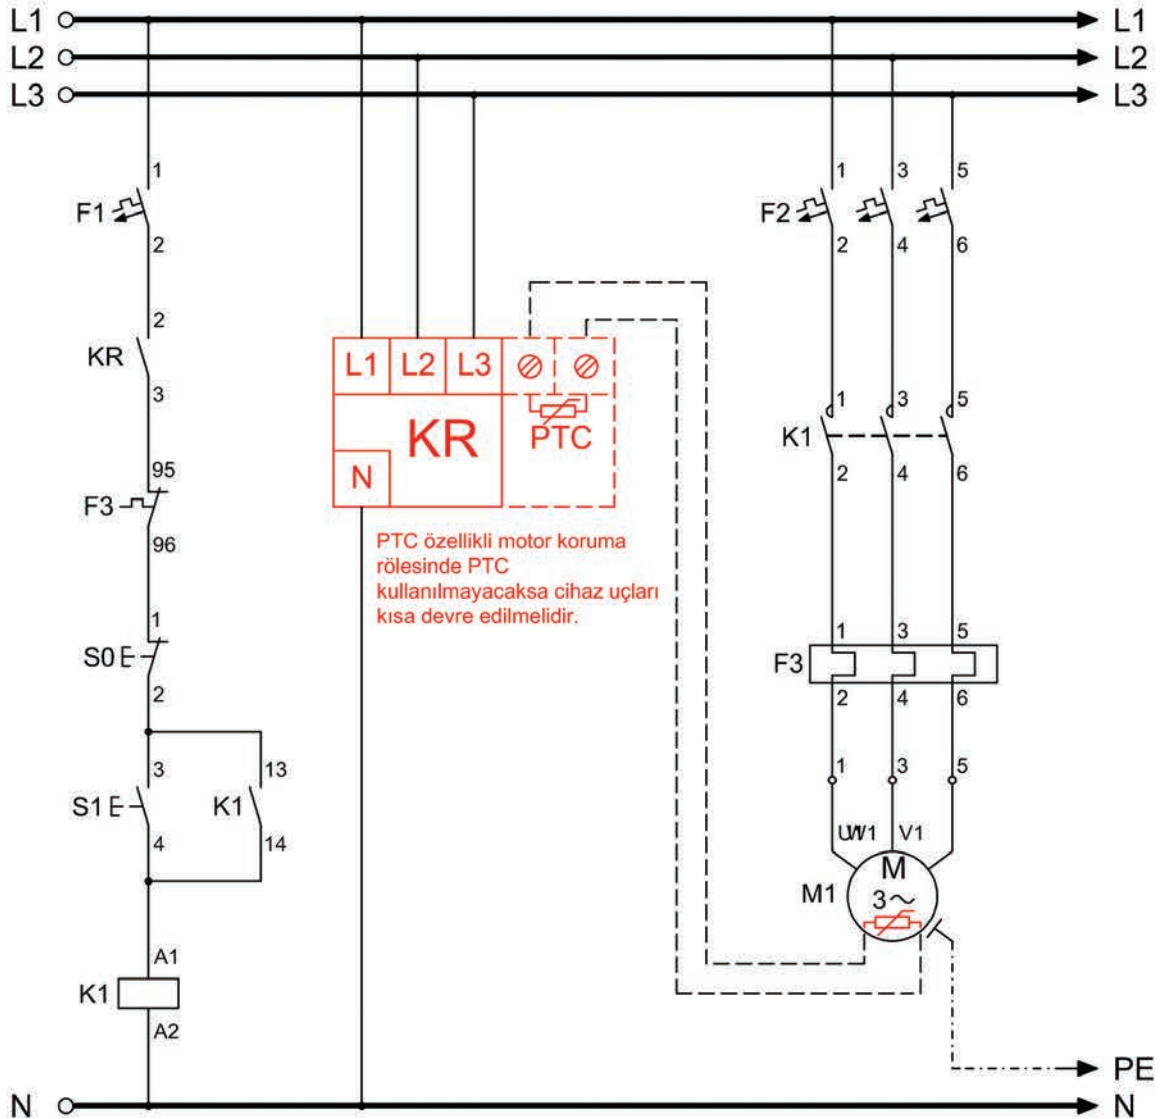 L1 L1
L2 L2
L3 L3
1 1 3 5
F1 F2
2 2 4 6
2
KR L1 L2 L3
3 1 3 5
KR PTC K1
95 N 2 4 6
F3
96
PTC özellikli motor koruma
rölesinde PTC
kullanılmayacaksa cihaz uçları
kısa devre edilmelidir.
1 1 3 5
S0 F3
2 2 4 6
3 13 1 3 5
S1 K1
4 14 UW1 V1
M
M1 3~
A1
K1
A2
PE
N N